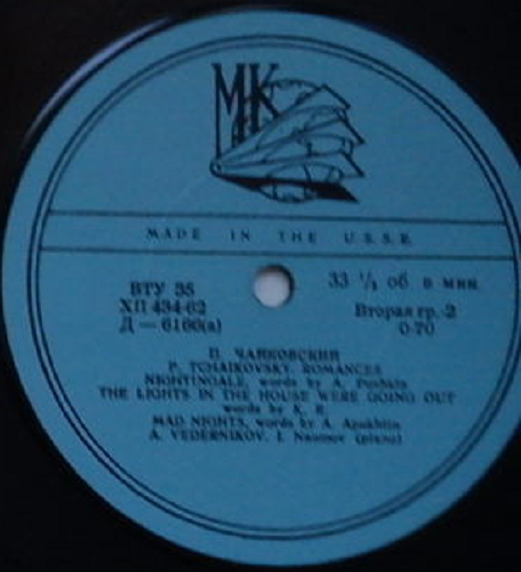 МК
MADE IN THE U.S.S.R.
ВТУ 35
ХП 434-62
Д — 6160(а)
33 ⅓ об в мин
Вторая гр. 2
0-70
П. ЧАЙКОВСКИЙ
P. TCHAIKOVSKY. ROMANCES
NIGHTINGALE, words by A. Pushkin
THE LIGHTS IN THE HOUSE WERE GOING OUT
words by K. R.
MAD NIGHTS, words by A. Apukhtin
A. VEDERNIKOV. I. Naumov (piano)